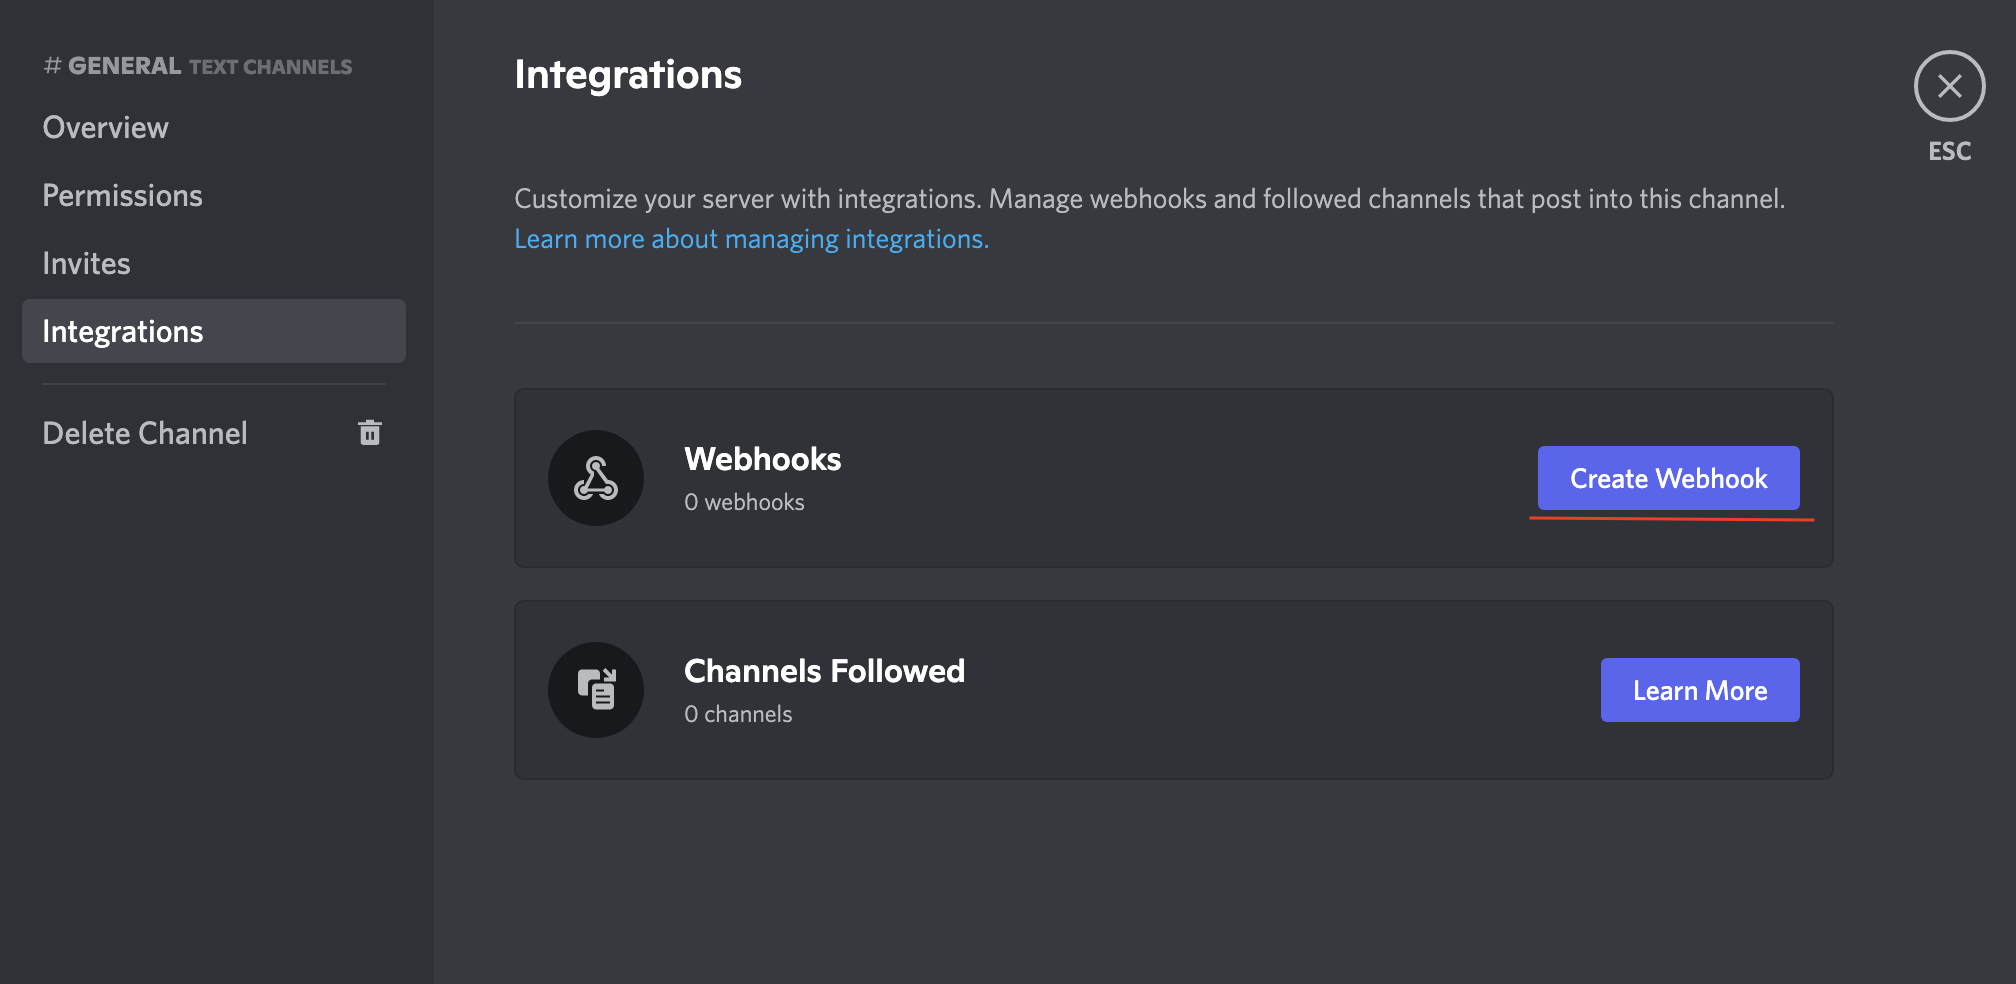 # GENERAL TEXT CHANNELS
Overview
Permissions
Invites
Integrations
Delete Channel
Integrations
ESC
Customize your server with integrations. Manage webhooks and followed channels that post into this channel.
Learn more about managing integrations.
Webhooks
0 webhooks
Create Webhook
Channels Followed
0 channels
Learn More